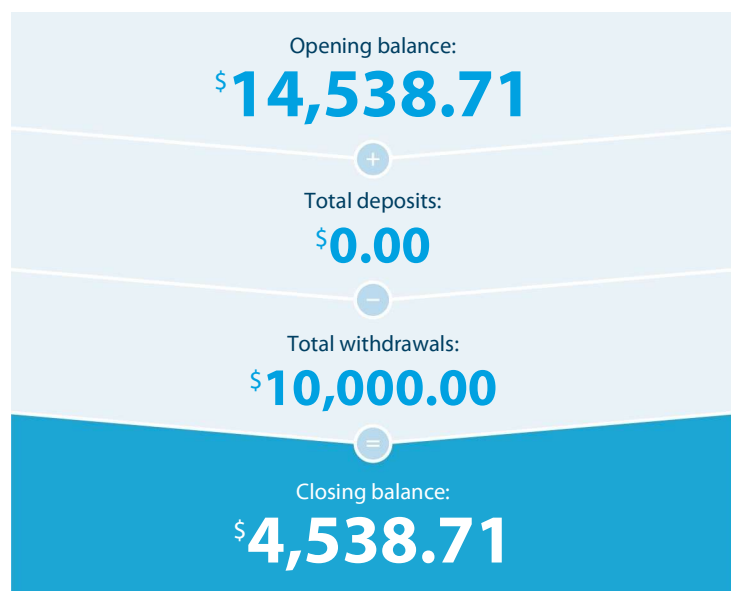 Opening balance:
$14,538.71
+
Total deposits:
$0.00
−
Total withdrawals:
$10,000.00
=
Closing balance:
$4,538.71